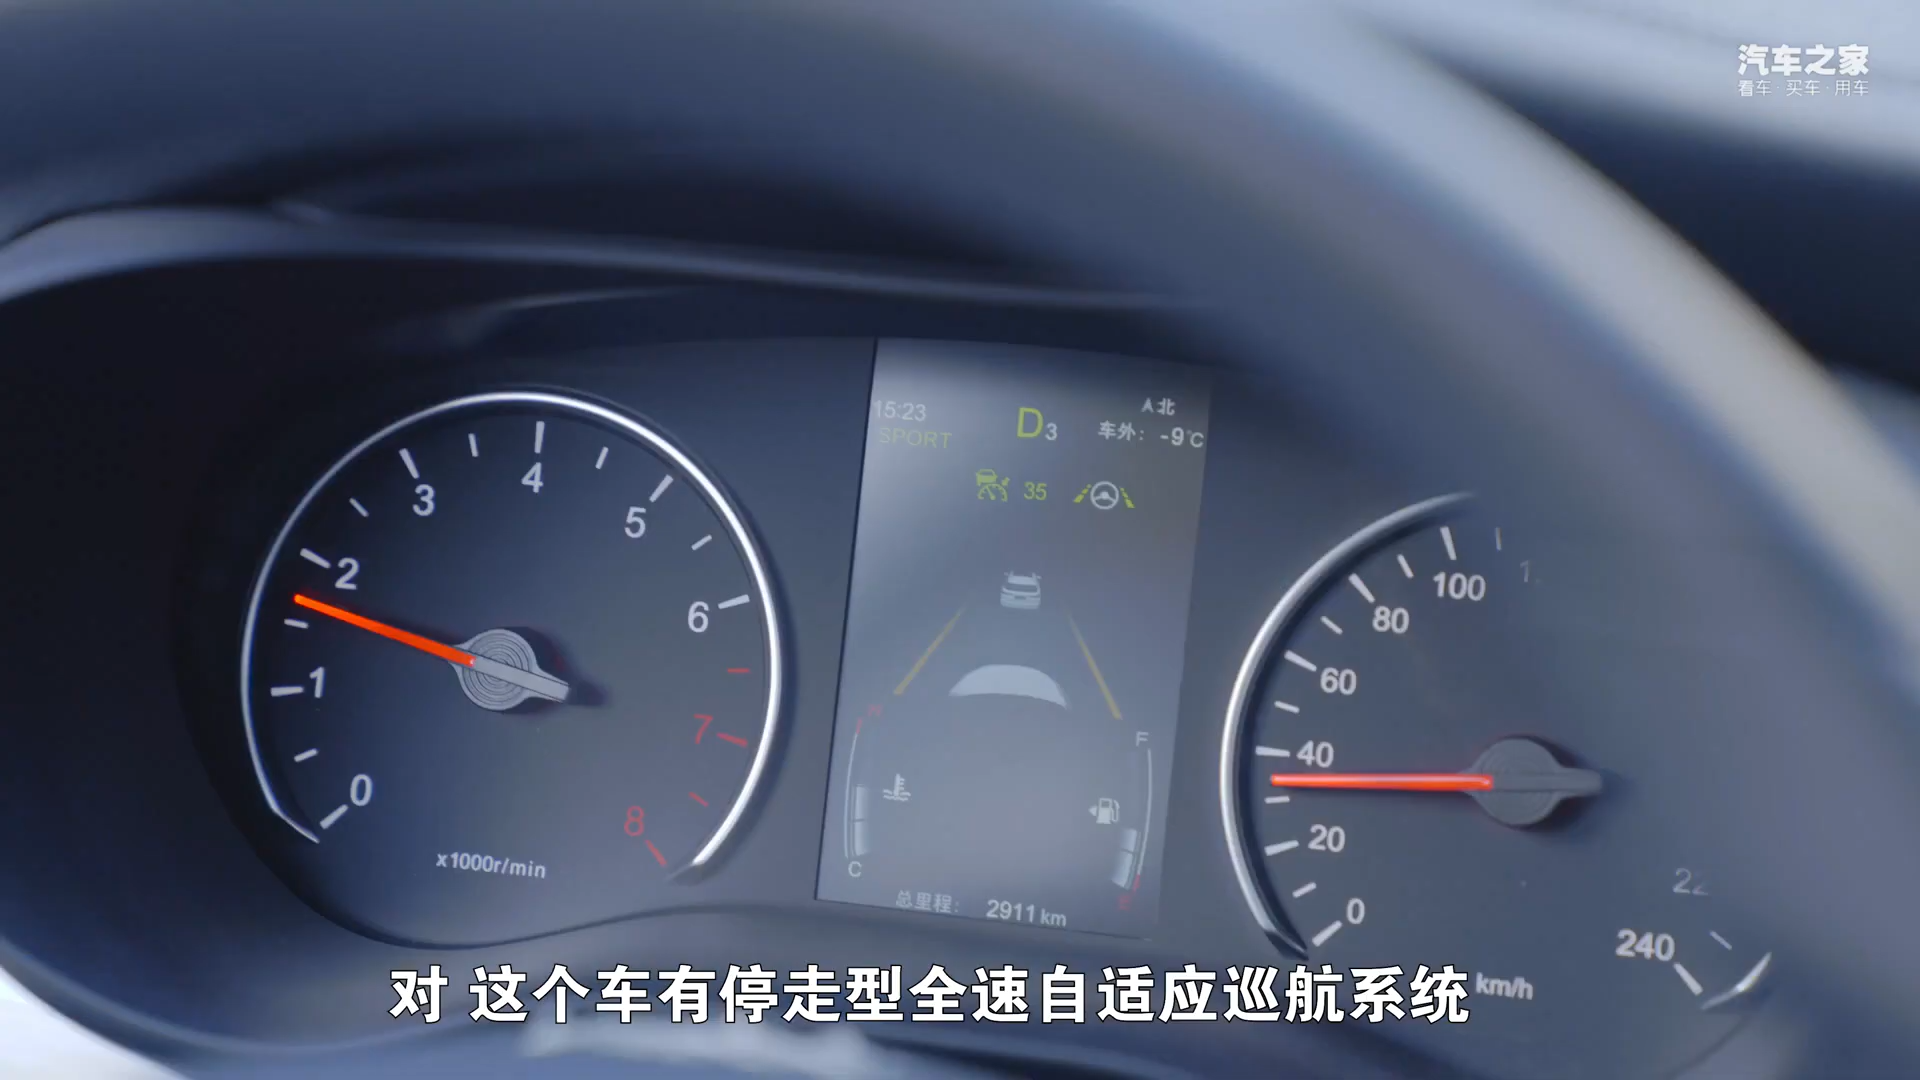 汽车之家
看车·买车·用车
15:23
A北
SPORT
D3
车外: -9℃
35
0
1
2
3
4
5
6
7
8
x1000r/min
H
C
F
E
总里程: 2911 km
0
20
40
60
80
100
240
km/h
对 这个车有停走型全速自适应巡航系统